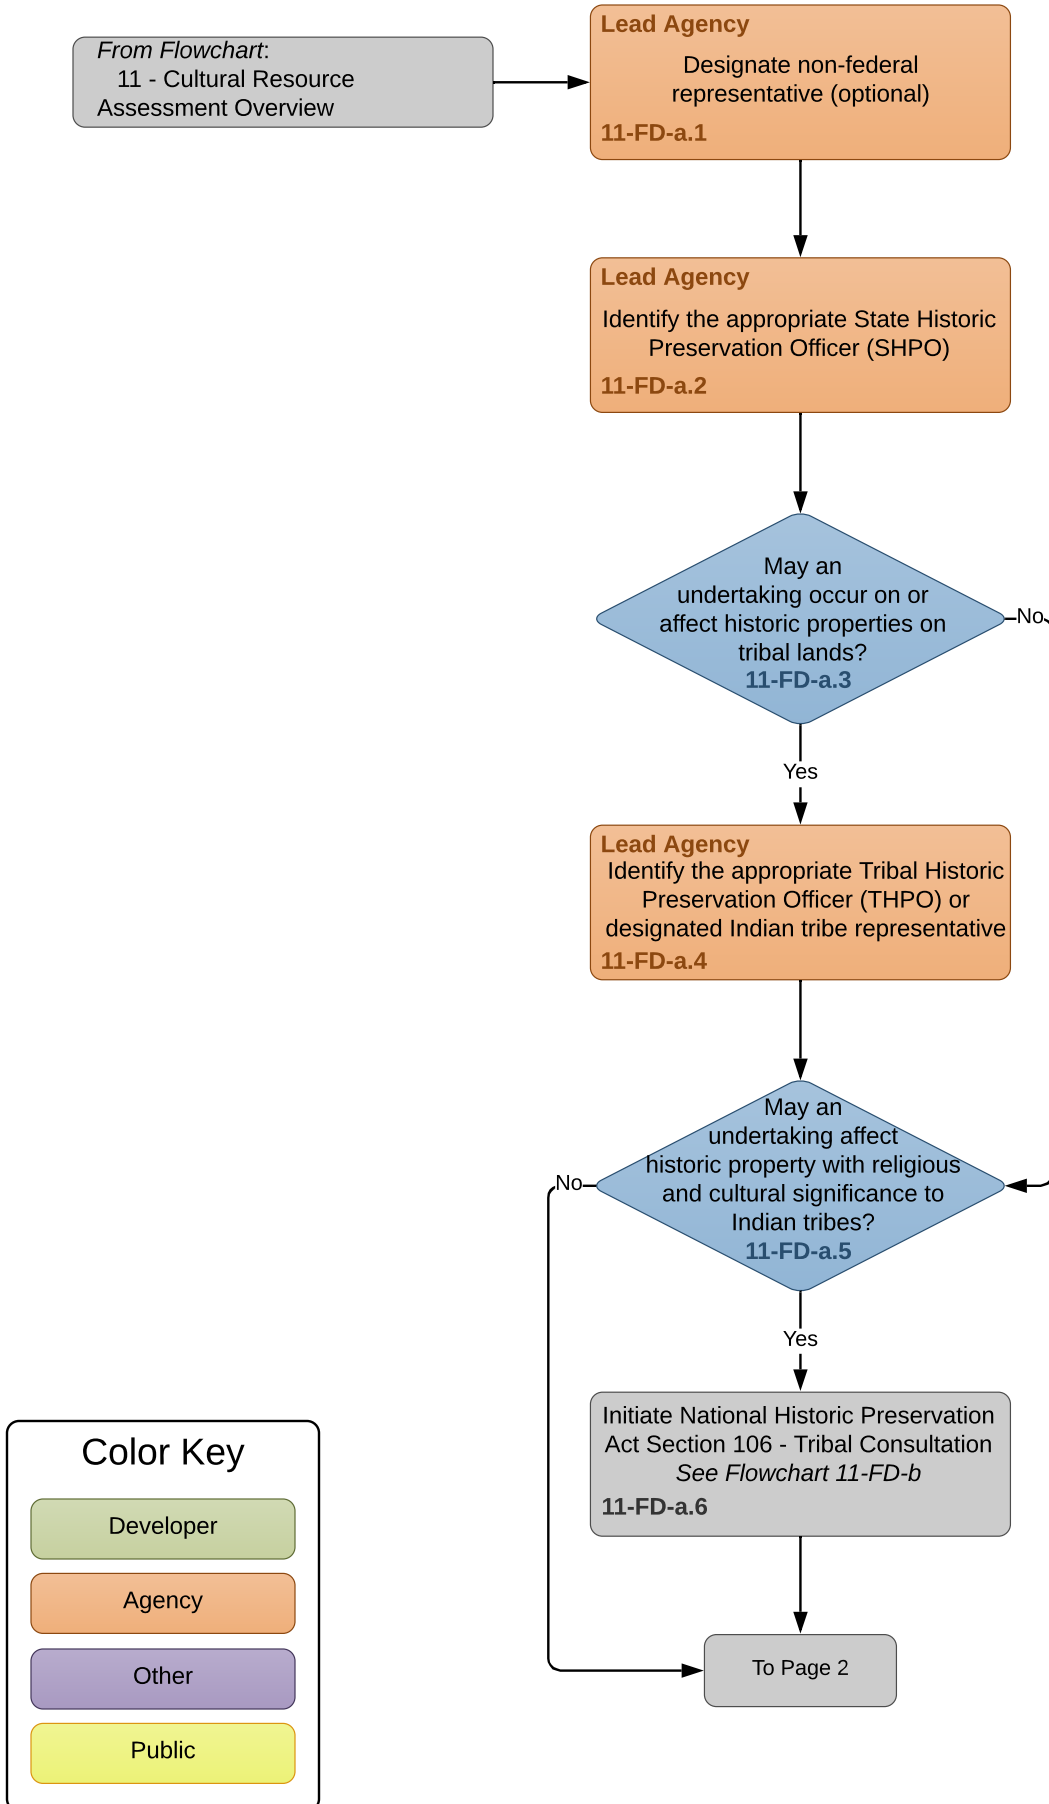 From Flowchart:
11 - Cultural Resource
Assessment Overview
Lead Agency
Designate non-federal
representative (optional)
11-FD-a.1
Lead Agency
Identify the appropriate State Historic
Preservation Officer (SHPO)
11-FD-a.2
May an
undertaking occur on or
affect historic properties on
tribal lands?
11-FD-a.3
No
Yes
Lead Agency
Identify the appropriate Tribal Historic
Preservation Officer (THPO) or
designated Indian tribe representative
11-FD-a.4
May an
undertaking affect
historic property with religious
and cultural significance to
Indian tribes?
11-FD-a.5
No
Yes
Initiate National Historic Preservation
Act Section 106 - Tribal Consultation
See Flowchart 11-FD-b
11-FD-a.6
To Page 2
Color Key
Developer
Agency
Other
Public